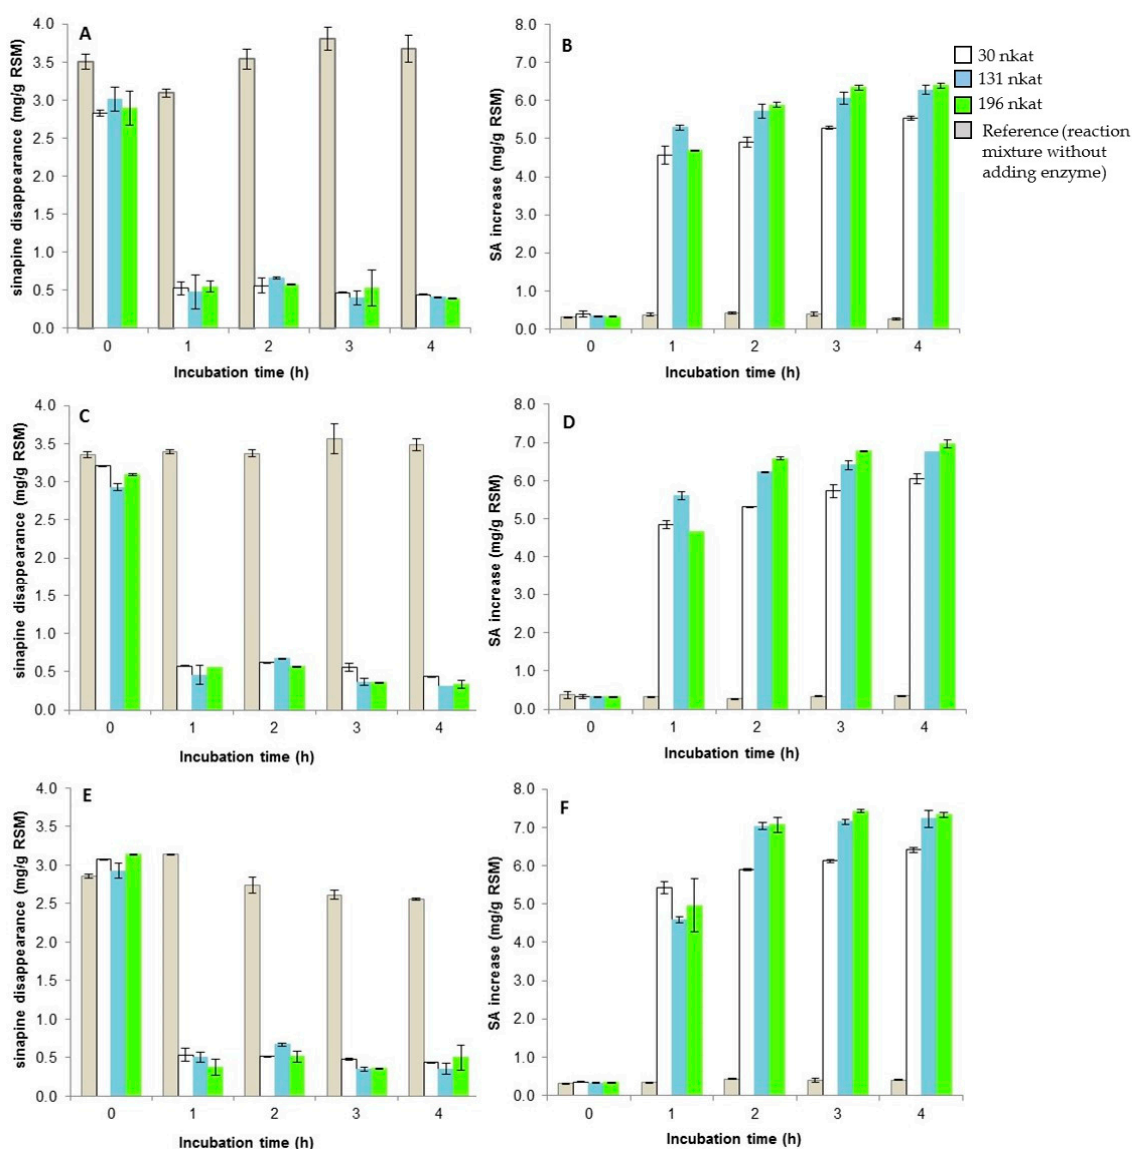 A
sinapine disappearance (mg/g RSM)
4.0
3.5
3.0
2.5
2.0
1.5
1.0
0.5
0.0
0 1 2 3 4
Incubation time (h)
B
SA increase (mg/g RSM)
8.0
7.0
6.0
5.0
4.0
3.0
2.0
1.0
0.0
0 1 2 3 4
Incubation time (h)
30 nkat
131 nkat
196 nkat
Reference (reaction
mixture without
adding enzyme)
C
sinapine disappearance (mg/g RSM)
4.0
3.5
3.0
2.5
2.0
1.5
1.0
0.5
0.0
0 1 2 3 4
Incubation time (h)
D
SA increase (mg/g RSM)
8.0
7.0
6.0
5.0
4.0
3.0
2.0
1.0
0.0
0 1 2 3 4
Incubation time (h)
E
sinapine disappearance (mg/g RSM)
4.0
3.5
3.0
2.5
2.0
1.5
1.0
0.5
0.0
0 1 2 3 4
Incubation time (h)
F
SA increase (mg/g RSM)
8.0
7.0
6.0
5.0
4.0
3.0
2.0
1.0
0.0
0 1 2 3 4
Incubation time (h)